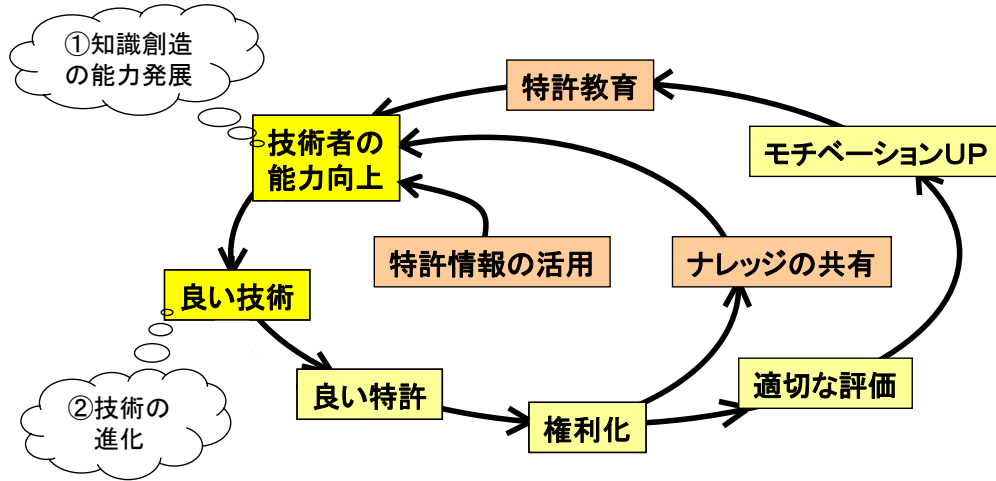 ①知識創造
の能力発展
特許教育
技術者の
能力向上
モチベーションUP
特許情報の活用
ナレッジの共有
良い技術
良い特許
適切な評価
②技術の
進化
権利化